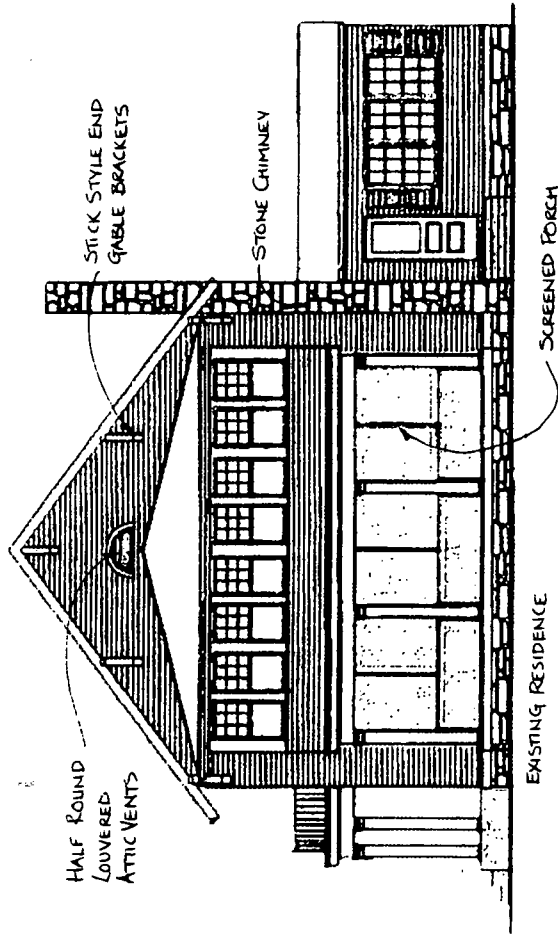 HALF ROUND
LOUVERED
ATTIC VENTS
STICK STYLE END
GABLE BRACKETS
STONE CHIMNEY
SCREENED PORCH
EXISTING RESIDENCE